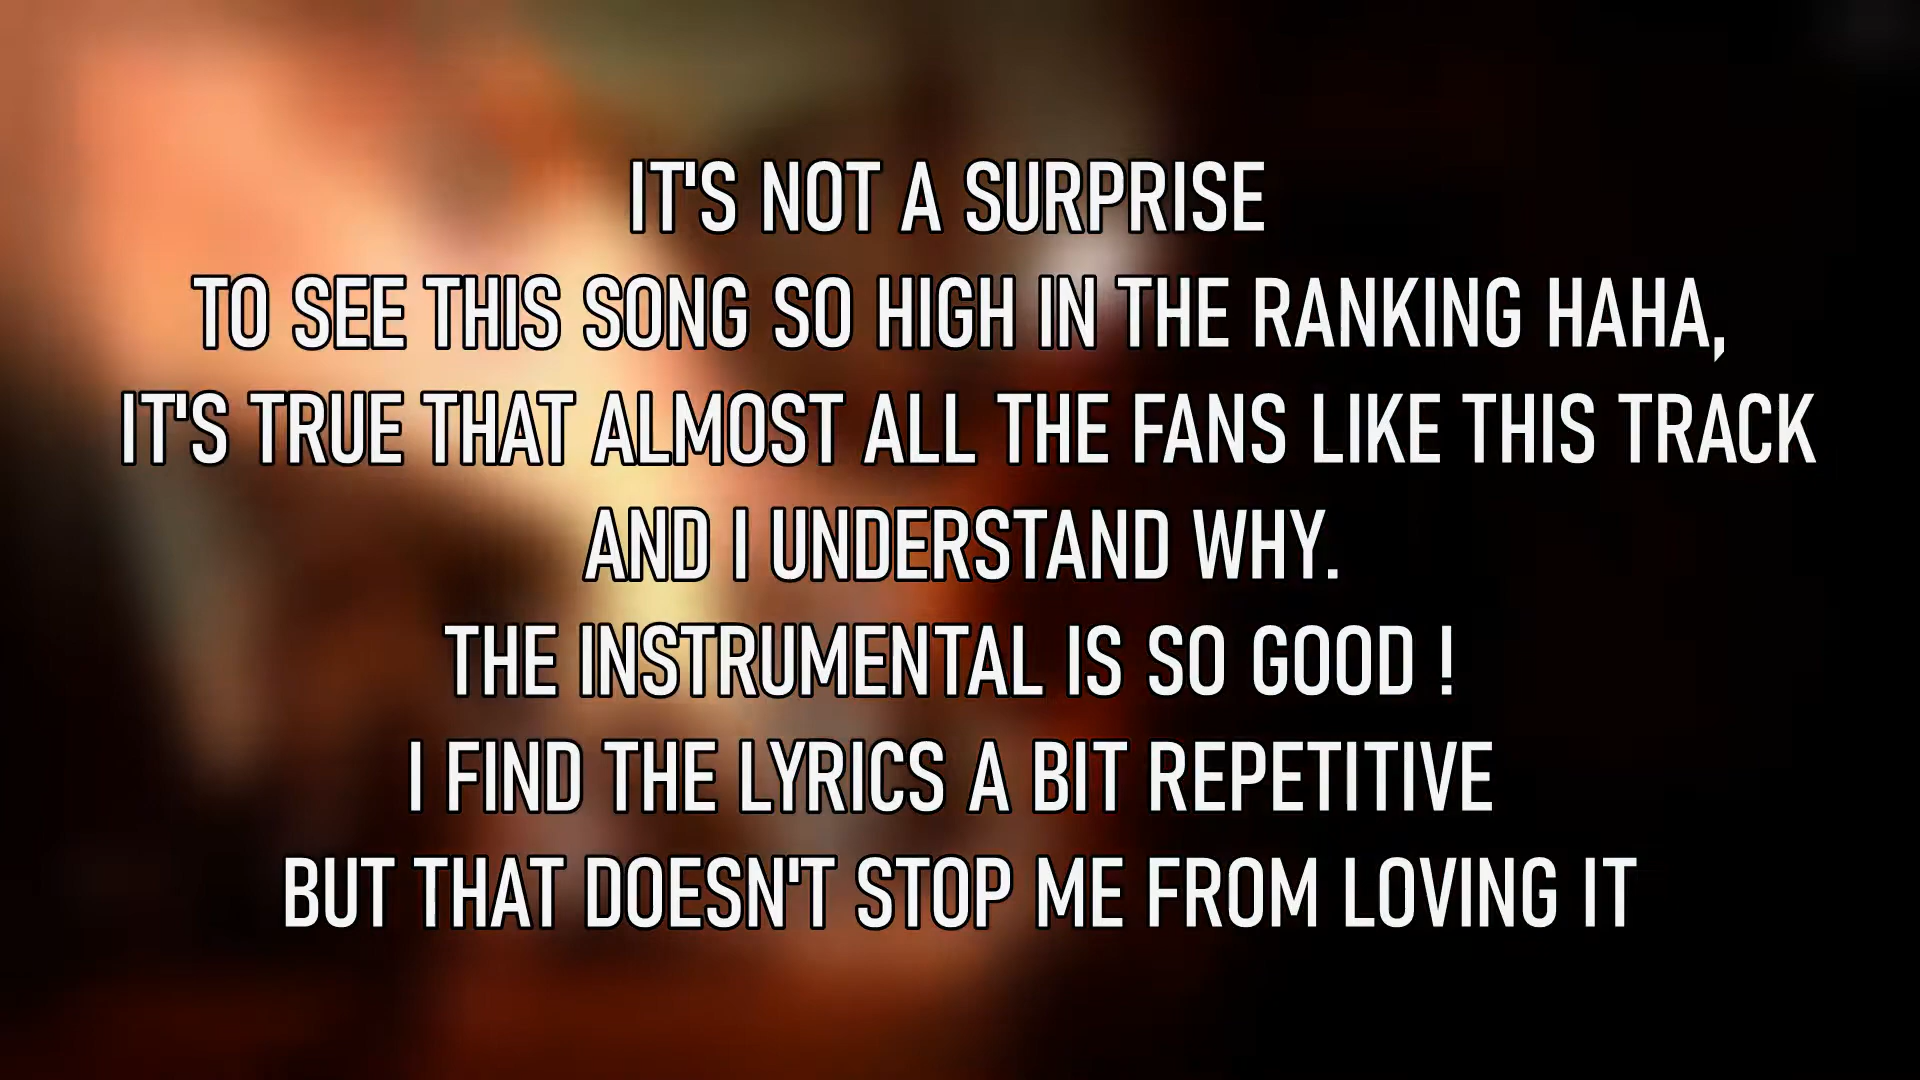 IT'S NOT A SURPRISE
TO SEE THIS SONG SO HIGH IN THE RANKING HAHA,
IT'S TRUE THAT ALMOST ALL THE FANS LIKE THIS TRACK
AND I UNDERSTAND WHY.
THE INSTRUMENTAL IS SO GOOD !
I FIND THE LYRICS A BIT REPETITIVE
BUT THAT DOESN'T STOP ME FROM LOVING IT